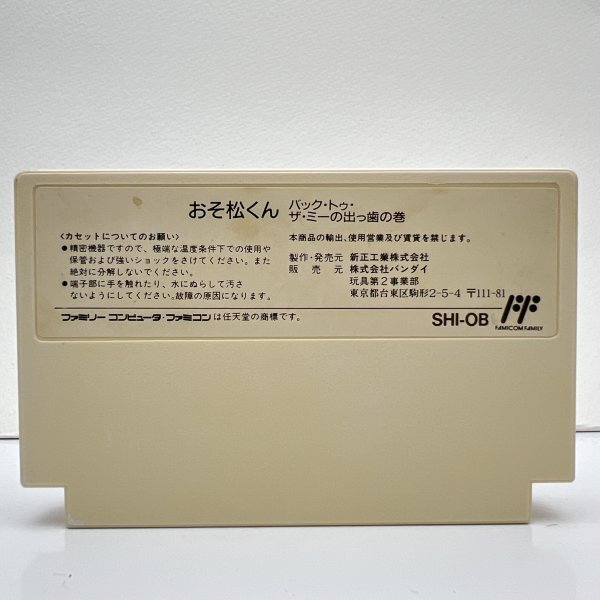 おそ松くん バック・トゥ・
ザ・ミーの出っ歯の巻
〈カセットについてのお願い〉
●精密機器ですので、極端な温度条件下での使用や
保管および強いショックをさけてください。また
絶対に分解しないでください。
●端子部に手を触れたり、水にぬらして汚さ
ないようにしてください。故障の原因になります。
ファミリー コンピュータ・ファミコンは任天堂の商標です。
本商品の輸出、使用営業及び賃貸を禁じます。
製作・発売元 新正工業株式会社
販売元 株式会社バンダイ
玩具第2事業部
東京都台東区駒形2-5-4 〒111-81
SHI-OB
FAMICOM FAMILY